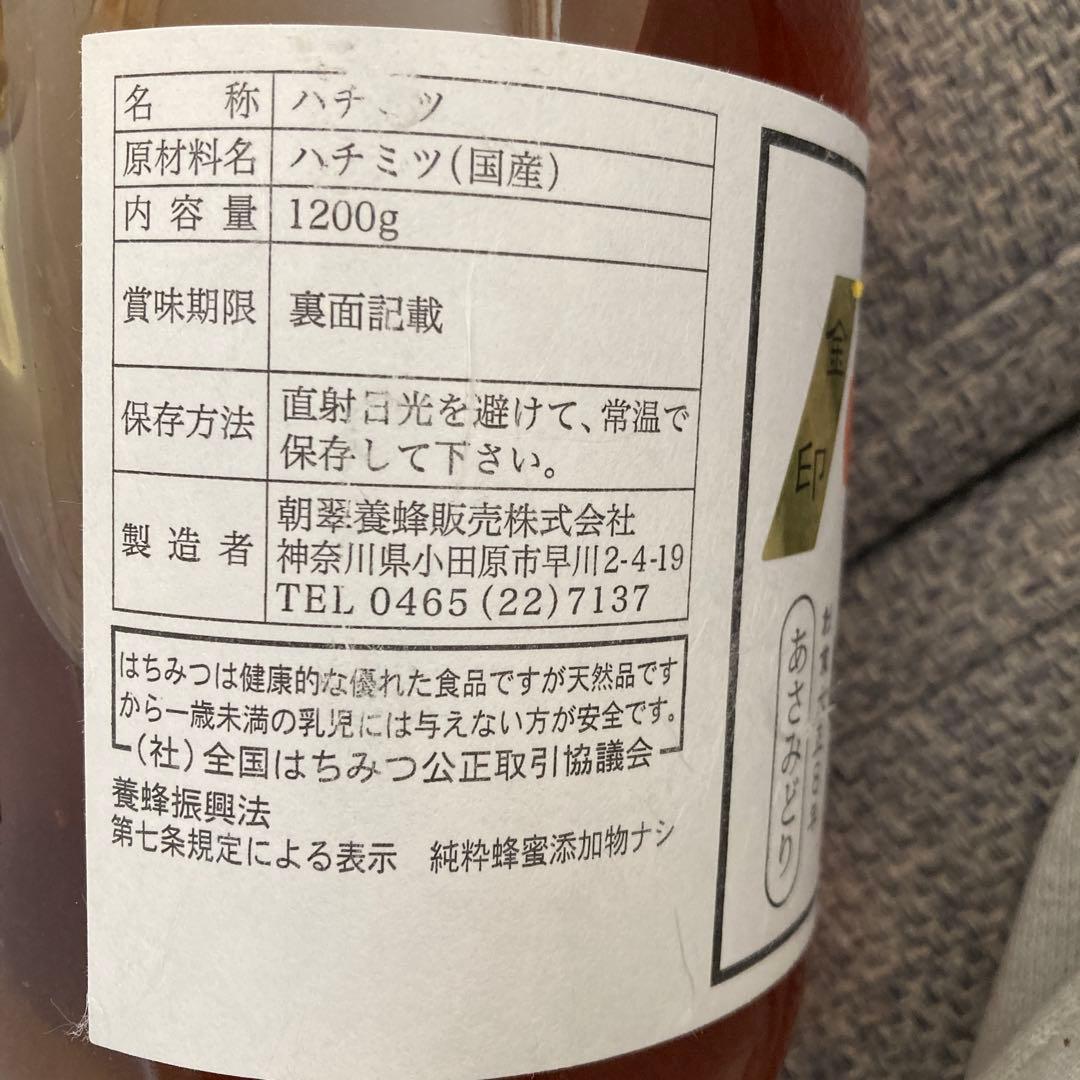 名称 ハチミツ
原材料名 ハチミツ(国産)
内容量 1200g
賞味期限 裏面記載
保存方法 直射日光を避けて、常温で
保存して下さい。
製造者 朝翠養蜂販売株式会社
神奈川県小田原市早川2-4-19
TEL 0465(22)7137
はちみつは健康的な優れた食品ですが天然品です
から一歳未満の乳児には与えない方が安全です。
(社)全国はちみつ公正取引協議会
養蜂振興法
第七条規定による表示 純粋蜂蜜添加物ナシ
金印
あさみどり